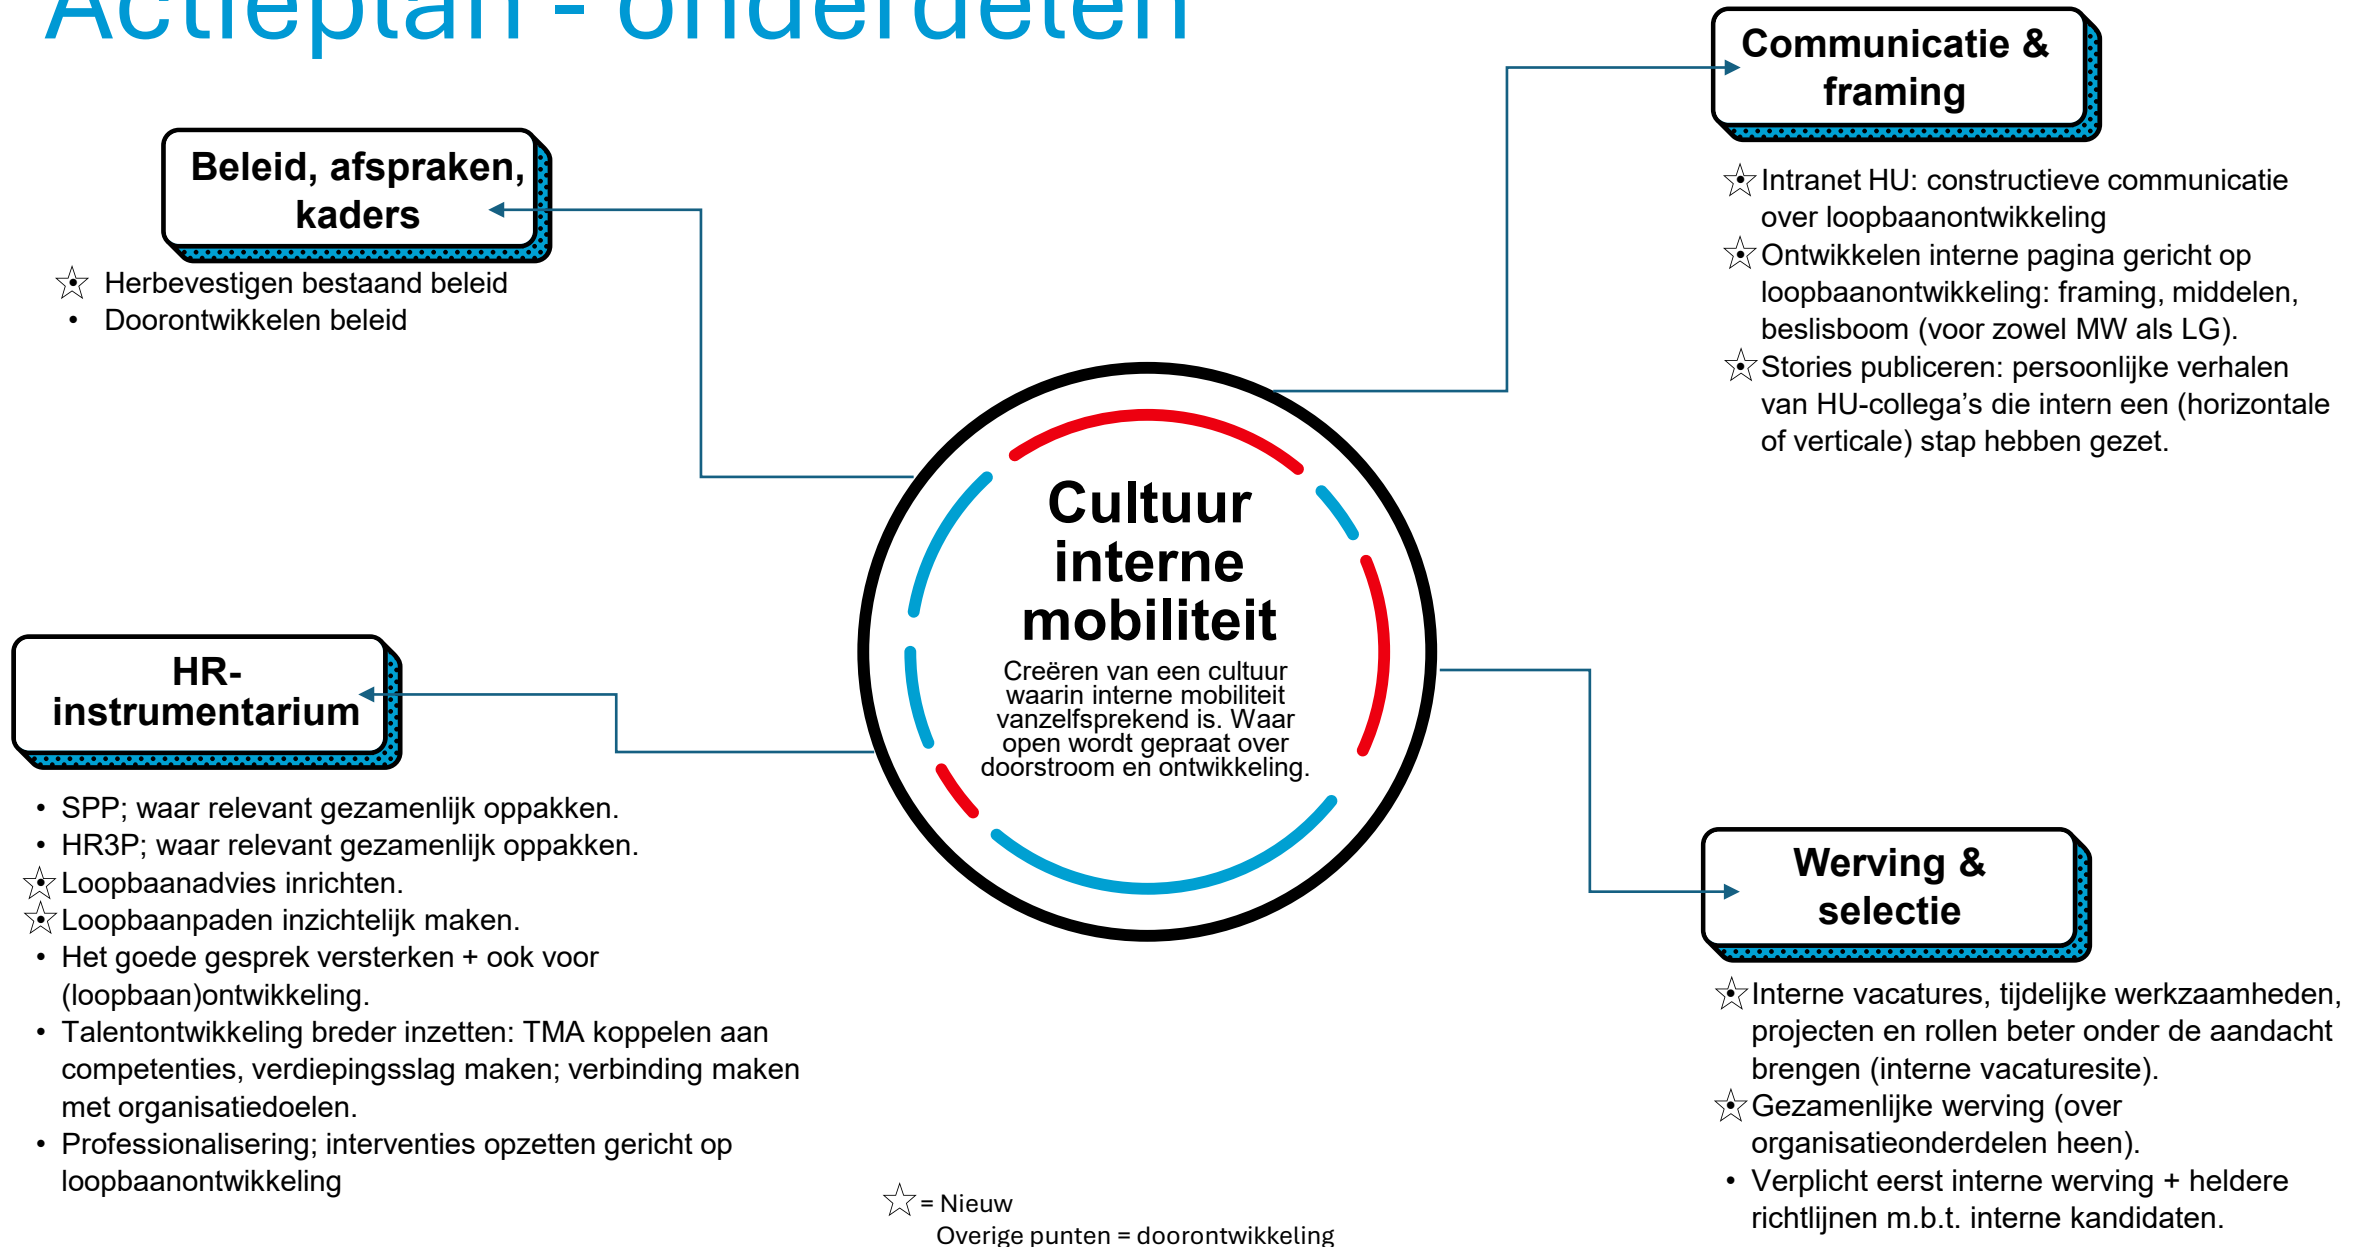 Actieplan - onderdelen
Communicatie &
framing
☆ Intranet HU: constructieve communicatie
over loopbaanontwikkeling
☆ Ontwikkelen interne pagina gericht op
loopbaanontwikkeling: framing, middelen,
beslisboom (voor zowel MW als LG).
☆ Stories publiceren: persoonlijke verhalen
van HU-collega’s die intern een (horizontale
of verticale) stap hebben gezet.
Beleid, afspraken,
kaders
☆ Herbevestigen bestaand beleid
• Doorontwikkelen beleid
Cultuur
interne
mobiliteit
Creëren van een cultuur
waarin interne mobiliteit
vanzelfsprekend is. Waar
open wordt gepraat over
doorstroom en ontwikkeling.
HR-
instrumentarium
• SPP; waar relevant gezamenlijk oppakken.
• HR3P; waar relevant gezamenlijk oppakken.
☆ Loopbaanadvies inrichten.
☆ Loopbaanpaden inzichtelijk maken.
• Het goede gesprek versterken + ook voor
(loopbaan)ontwikkeling.
• Talentontwikkeling breder inzetten: TMA koppelen aan
competenties, verdiepingsslag maken; verbinding maken
met organisatiedoelen.
• Professionalisering; interventies opzetten gericht op
loopbaanontwikkeling
Werving &
selectie
☆ Interne vacatures, tijdelijke werkzaamheden,
projecten en rollen beter onder de aandacht
brengen (interne vacaturesite).
☆ Gezamenlijke werving (over
organisatieonderdelen heen).
• Verplicht eerst interne werving + heldere
richtlijnen m.b.t. interne kandidaten.
☆ = Nieuw
Overige punten = doorontwikkeling